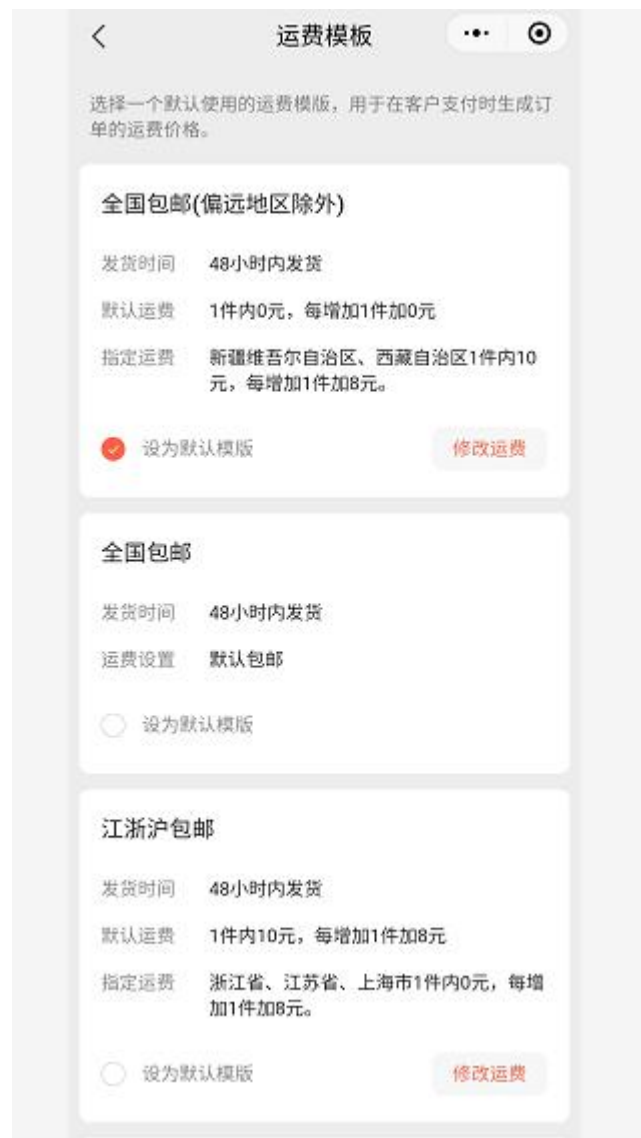 运费模板
选择一个默认使用的运费模版，用于在客户支付时生成订
单的运费价格。
全国包邮(偏远地区除外)
发货时间 48小时内发货
默认运费 1件内0元，每增加1件加0元
指定运费 新疆维吾尔自治区、西藏自治区1件内10
元，每增加1件加8元。
设为默认模版 修改运费
全国包邮
发货时间 48小时内发货
运费设置 默认包邮
设为默认模版
江浙沪包邮
发货时间 48小时内发货
默认运费 1件内10元，每增加1件加8元
指定运费 浙江省、江苏省、上海市1件内0元，每增
加1件加8元。
设为默认模版 修改运费